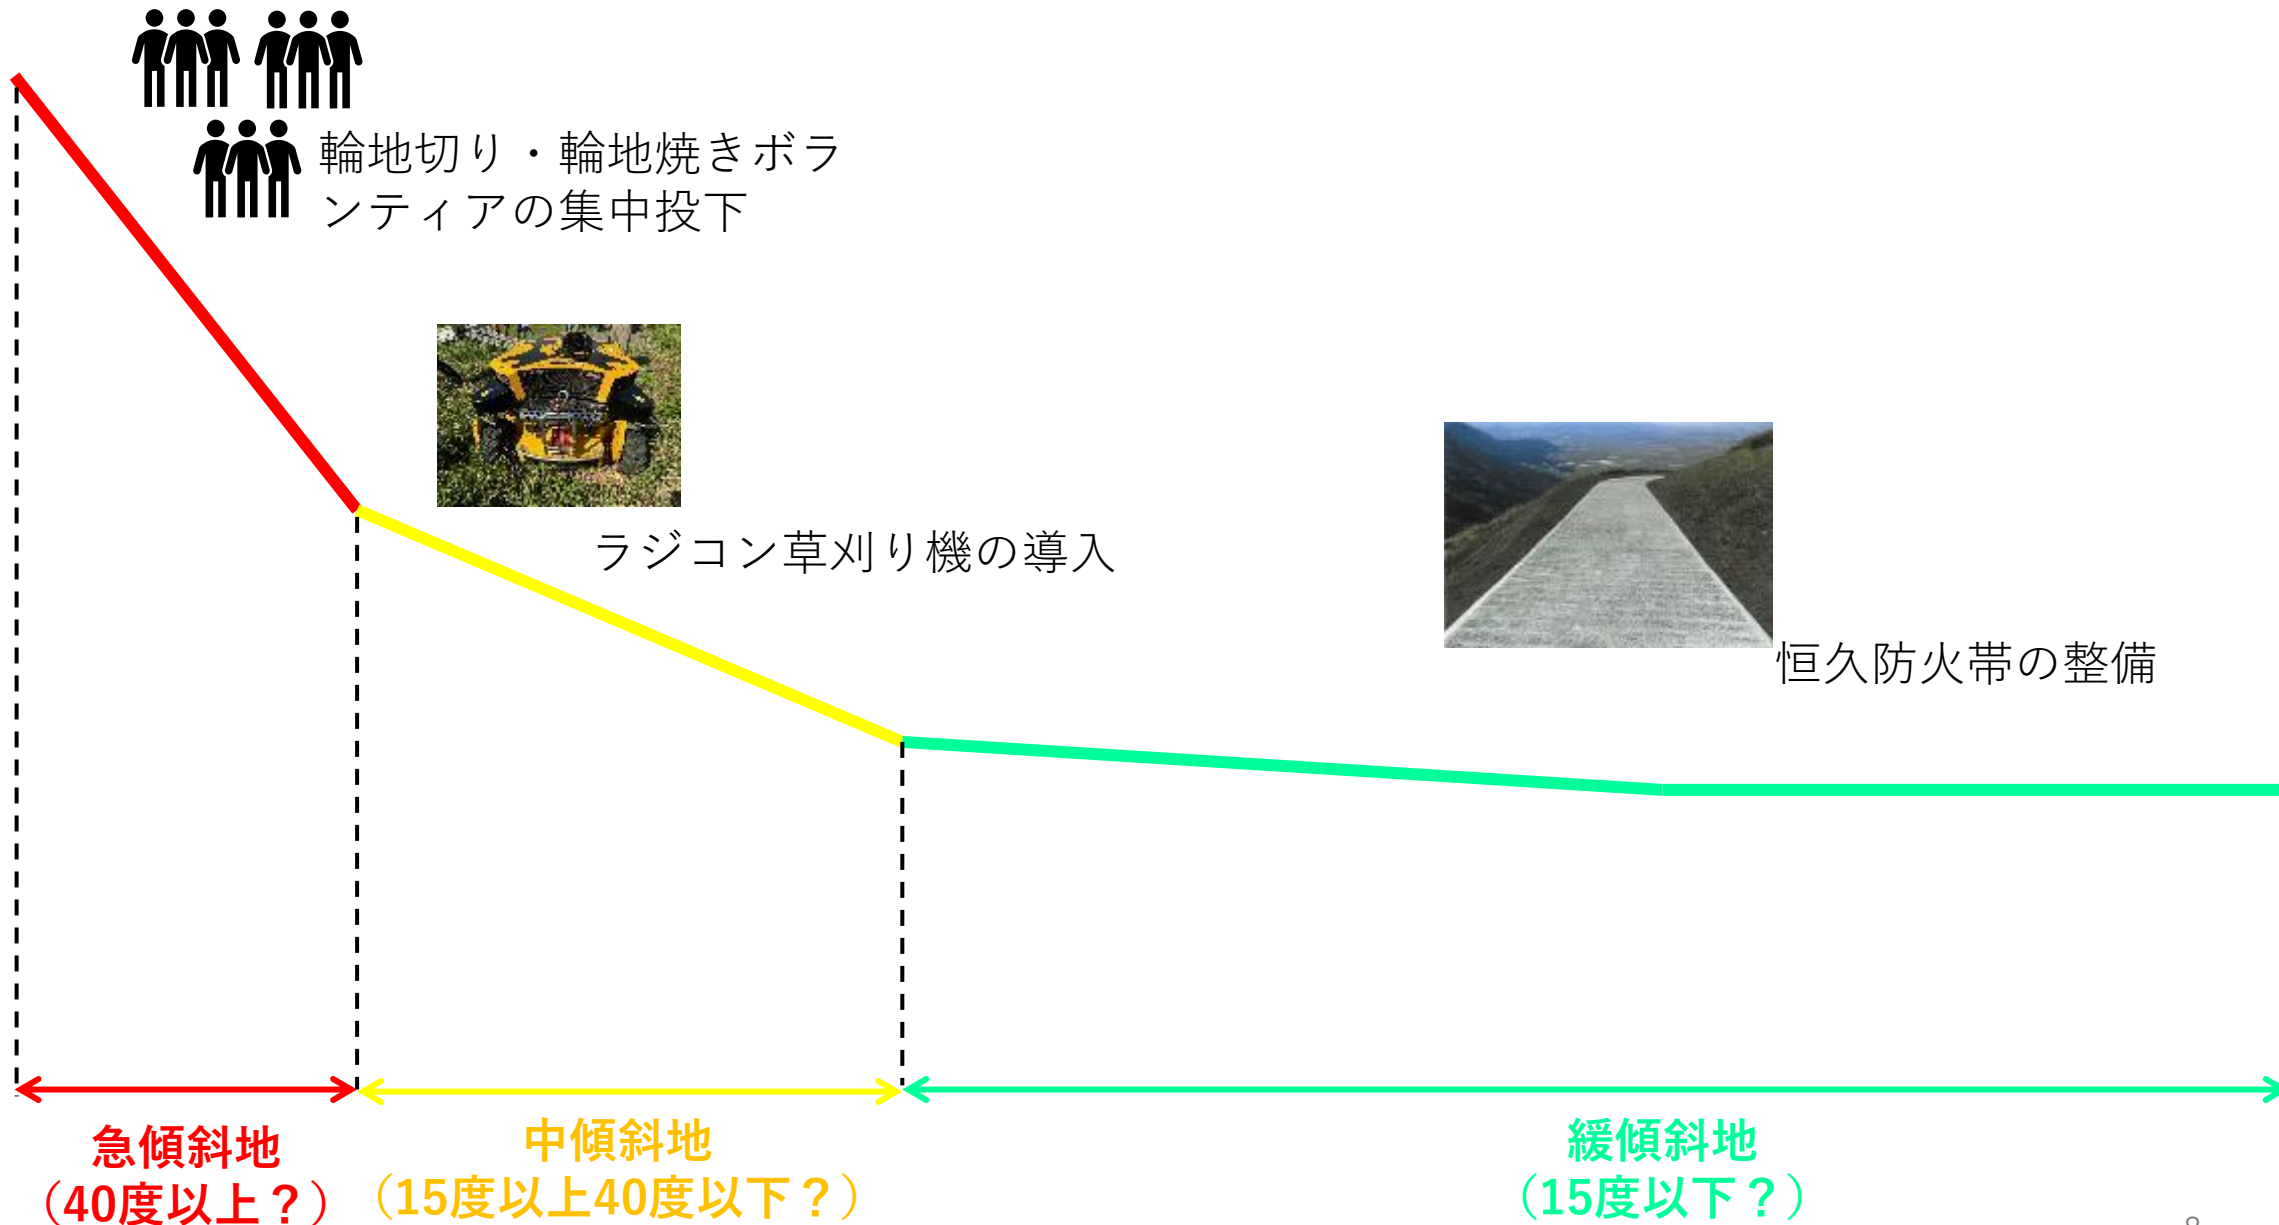 輪地切り・輪地焼きボラ
ンティアの集中投下
ラジコン草刈り機の導入
恒久防火帯の整備
急傾斜地
（40度以上？）
中傾斜地
（15度以上40度以下？）
緩傾斜地
（15度以下？）